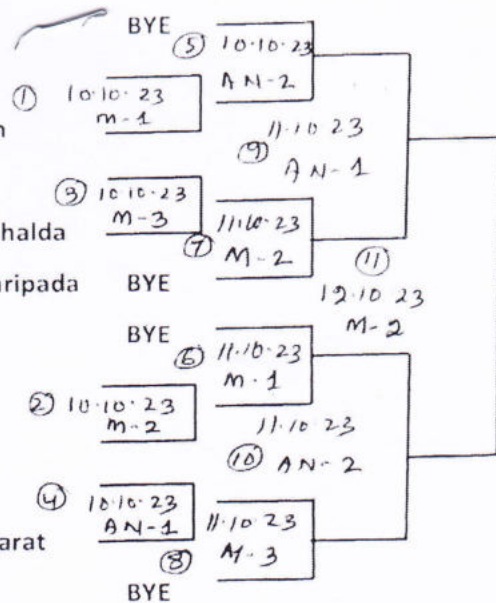 BYE
⑤ 10.10.23
AN-2
① 10.10.23
m-1
n
11.10.23
⑨ AN-1
③ 10.10.23
M-3
halda
11.10.23
⑦ M-2
aripada BYE
⑪
12.10.23
M-2
BYE
⑥ 11.10.23
M-1
② 10.10.23
m-2
11.10.23
⑩ AN-2
④ 10.10.23
AN-1
11.10.23
M-3
arat
⑧
BYE